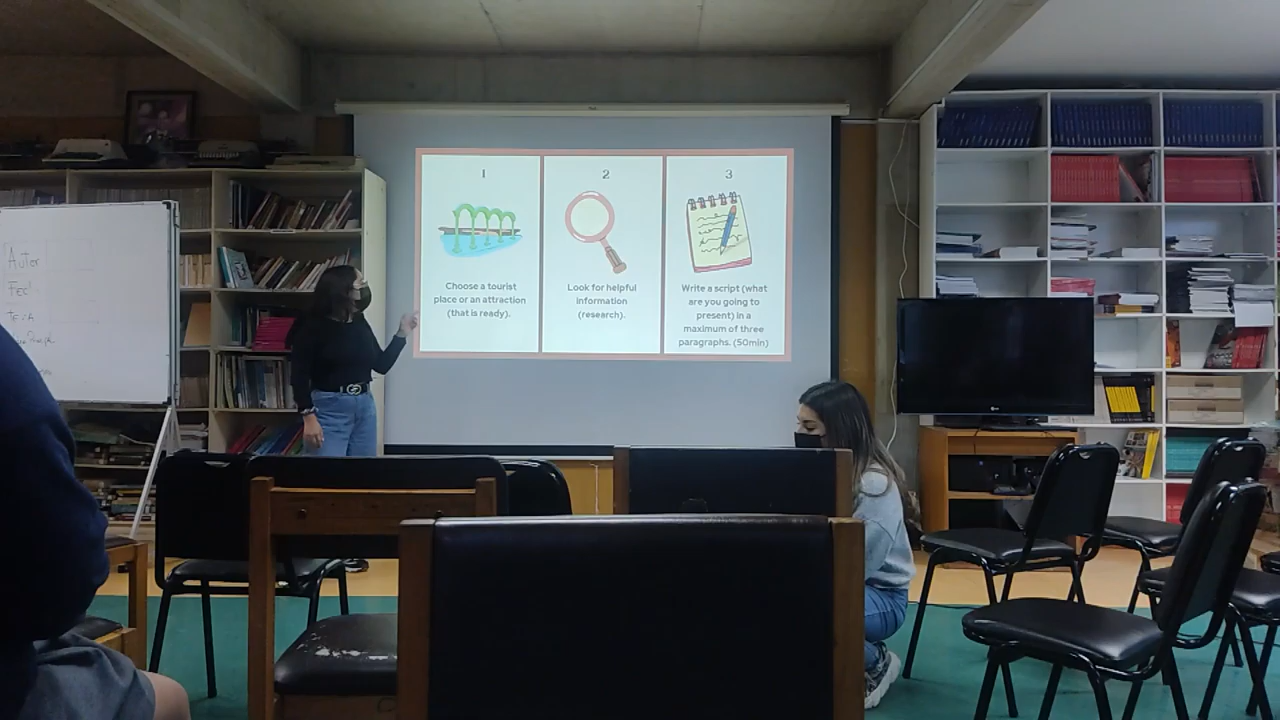 1
Choose a tourist
place or an attraction
(that is ready).
2
Look for helpful
information
(research).
3
Write a script (what
are you going to
present) in a
maximum of three
paragraphs. (50min)
Autor